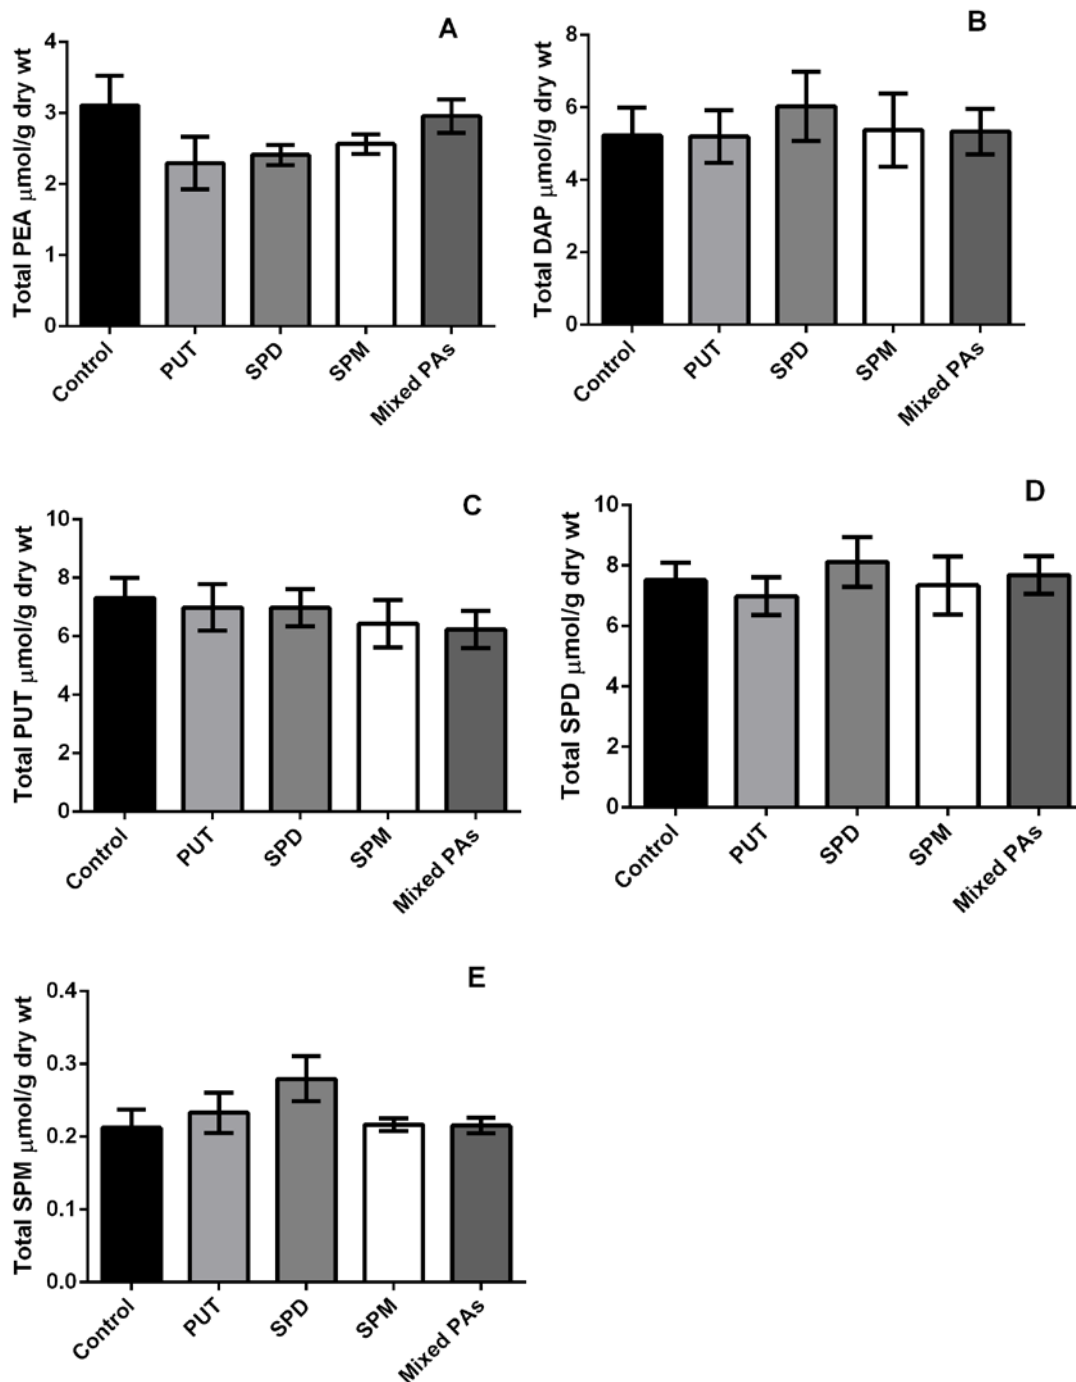 A
Total PEA μmol/g dry wt
4
3
2
1
0
Control
PUT
SPD
SPM
Mixed PAs
B
Total DAP μmol/g dry wt
8
6
4
2
0
Control
PUT
SPD
SPM
Mixed PAs
C
Total PUT μmol/g dry wt
10
8
6
4
2
0
Control
PUT
SPD
SPM
Mixed PAs
D
Total SPD μmol/g dry wt
10
8
6
4
2
0
Control
PUT
SPD
SPM
Mixed PAs
E
Total SPM μmol/g dry wt
0.4
0.3
0.2
0.1
0.0
Control
PUT
SPD
SPM
Mixed PAs